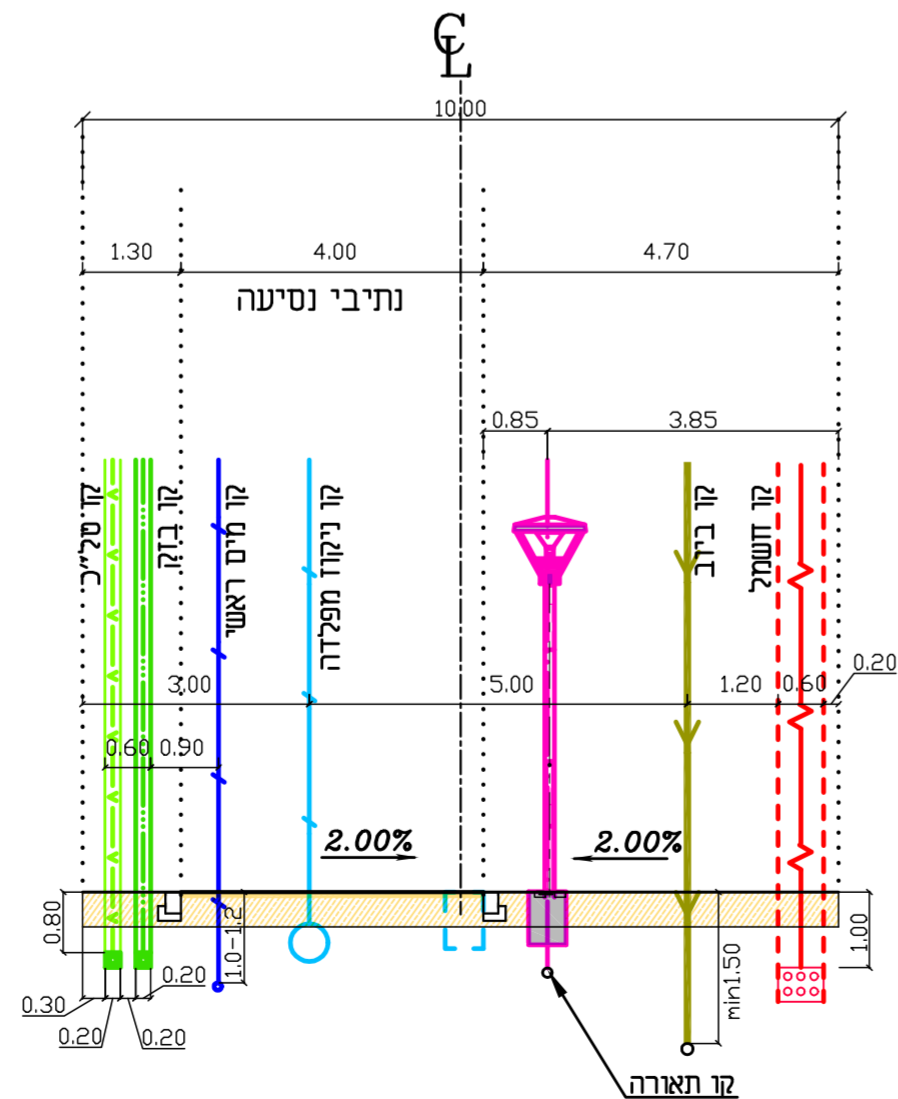 ℄
10.00
1.30
4.00
4.70
נתיבי נסיעה
0.85
3.85
קו טל"כ
קו בזק
קו מים ראשי
קו ניקוז מפלדה
קו ביוב
קו חשמל
3.00
5.00
1.20
0.60
0.20
0.60
0.90
2.00%
2.00%
0.80
1.0-1.2
min1.50
1.00
0.30
0.20
0.20
0.20
קו תאורה